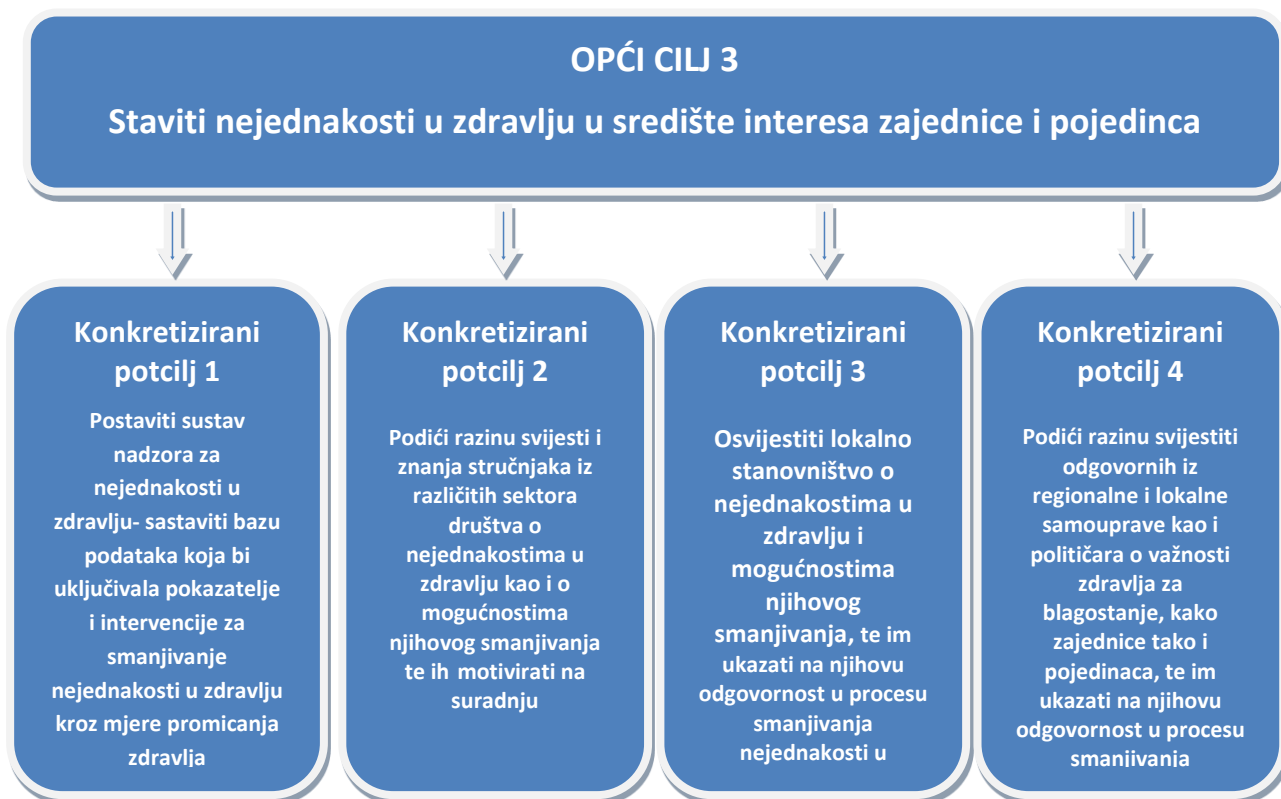 OPĆI CILJ 3
Staviti nejednakosti u zdravlju u središte interesa zajednice i pojedinca
Konkretizirani
potcilj 1
Postaviti sustav
nadzora za
nejednakosti u
zdravlju- sastaviti bazu
podataka koja bi
uključivala pokazatelje
i intervencije za
smanjivanje
nejednakosti u zdravlju
kroz mjere promicanja
zdravlja
Konkretizirani
potcilj 2
Podići razinu svijesti i
znanja stručnjaka iz
različitih sektora
društva o
nejednakostima u
zdravlju kao i o
mogućnostima
njihovog smanjivanja
te ih motivirati na
suradnju
Konkretizirani
potcilj 3
Osvijestiti lokalno
stanovništvo o
nejednakostima u
zdravlju i
mogućnostima
njihovog
smanjivanja, te im
ukazati na njihovu
odgovornost u procesu
smanjivanja
nejednakosti u
Konkretizirani
potcilj 4
Podići razinu svijestiti
odgovornih iz
regionalne i lokalne
samouprave kao i
političara o važnosti
zdravlja za
blagostanje, kako
zajednice tako i
pojedinaca, te im
ukazati na njihovu
odgovornost u procesu
smanjivanja